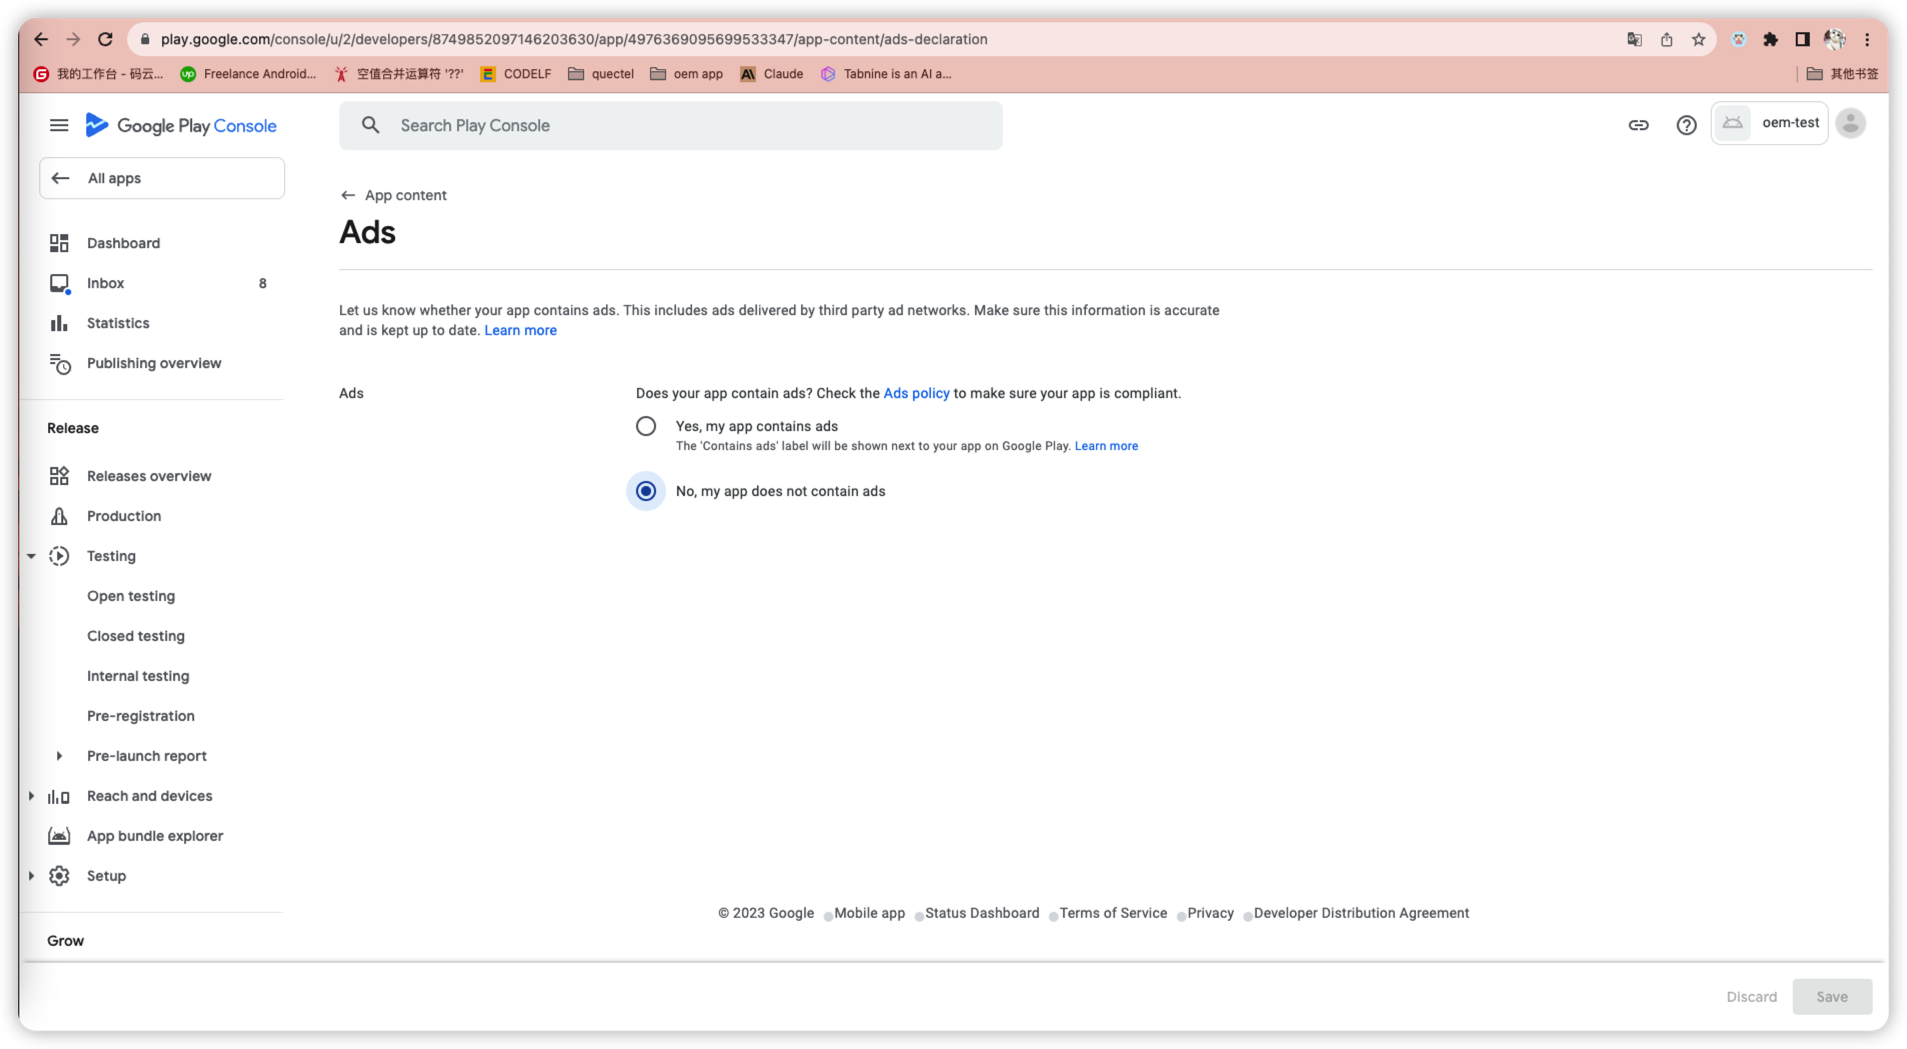 play.google.com/console/u/2/developers/8749852097146203630/app/4976369095699533347/app-content/ads-declaration
我的工作台 - 码云... Freelance Android... 空值合并运算符 '??' CODELF quectel oem app Claude Tabnine is an AI a... 其他书签
Google Play Console
Search Play Console
oem-test
All apps
App content
Ads
Dashboard
Inbox 8
Statistics
Publishing overview
Release
Releases overview
Production
Testing
Open testing
Closed testing
Internal testing
Pre-registration
Pre-launch report
Reach and devices
App bundle explorer
Setup
Grow
Let us know whether your app contains ads. This includes ads delivered by third party ad networks. Make sure this information is accurate
and is kept up to date. Learn more
Ads
Does your app contain ads? Check the Ads policy to make sure your app is compliant.
Yes, my app contains ads
The 'Contains ads' label will be shown next to your app on Google Play. Learn more
No, my app does not contain ads
© 2023 Google Mobile app Status Dashboard Terms of Service Privacy Developer Distribution Agreement
Discard Save